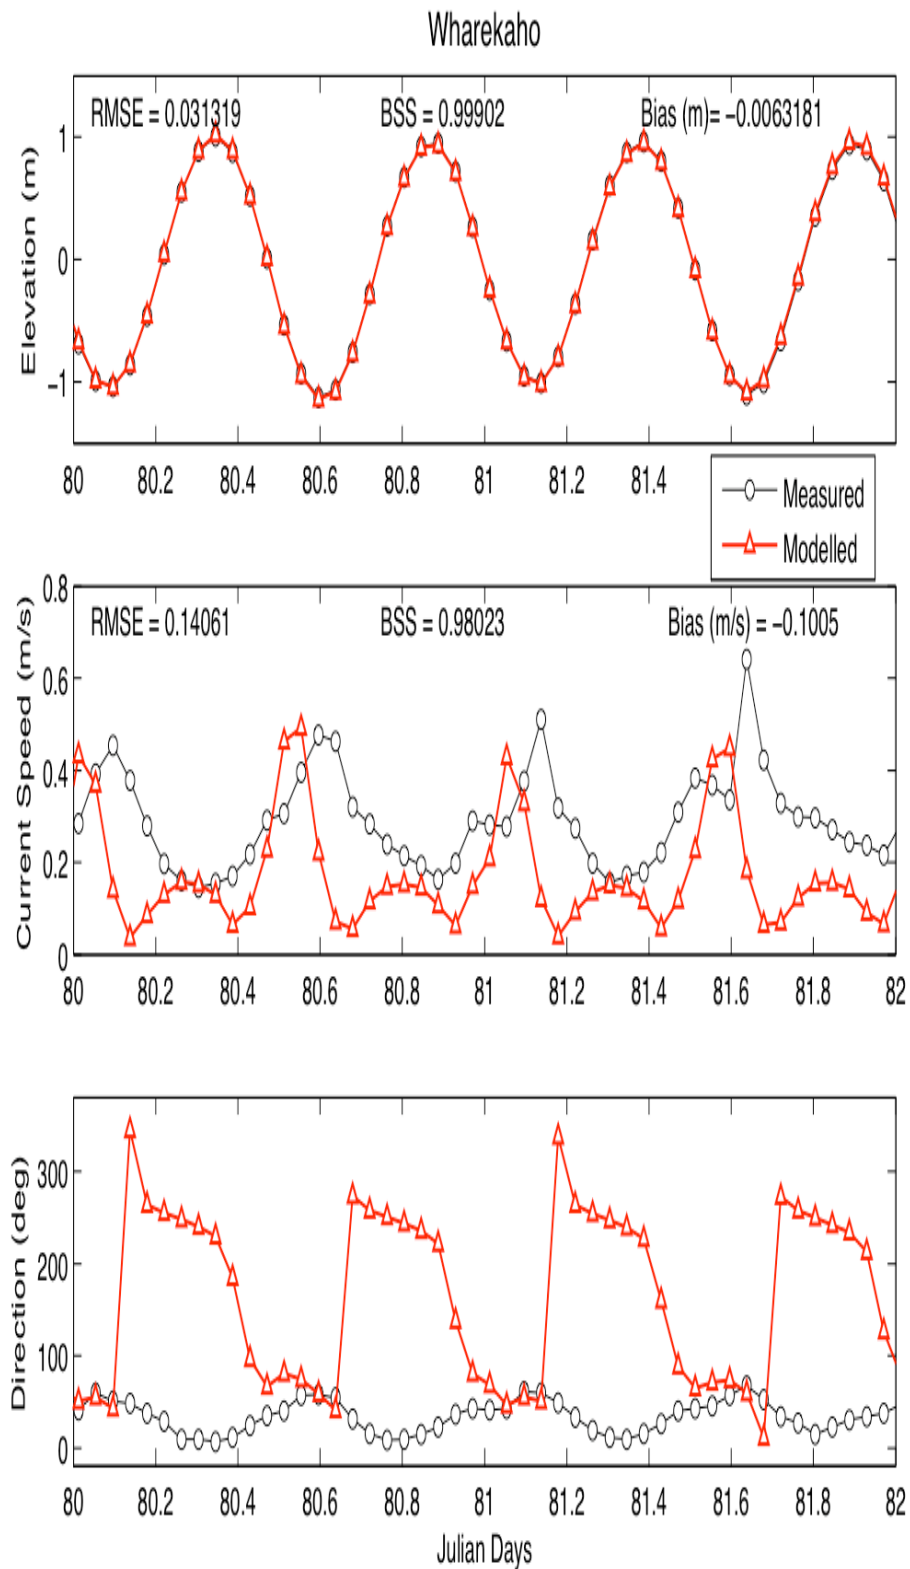 Wharekaho
RMSE = 0.031319 BSS = 0.99902 Bias (m)= −0.0063181
Elevation (m)
1
0
-1
80 80.2 80.4 80.6 80.8 81 81.2 81.4
Measured
Modelled
RMSE = 0.14061 BSS = 0.98023 Bias (m/s) = −0.1005
Current Speed (m/s)
0.8
0.6
0.4
0.2
0
80 80.2 80.4 80.6 80.8 81 81.2 81.4 81.6 81.8 82
Direction (deg)
300
200
100
0
80 80.2 80.4 80.6 80.8 81 81.2 81.4 81.6 81.8 82
Julian Days